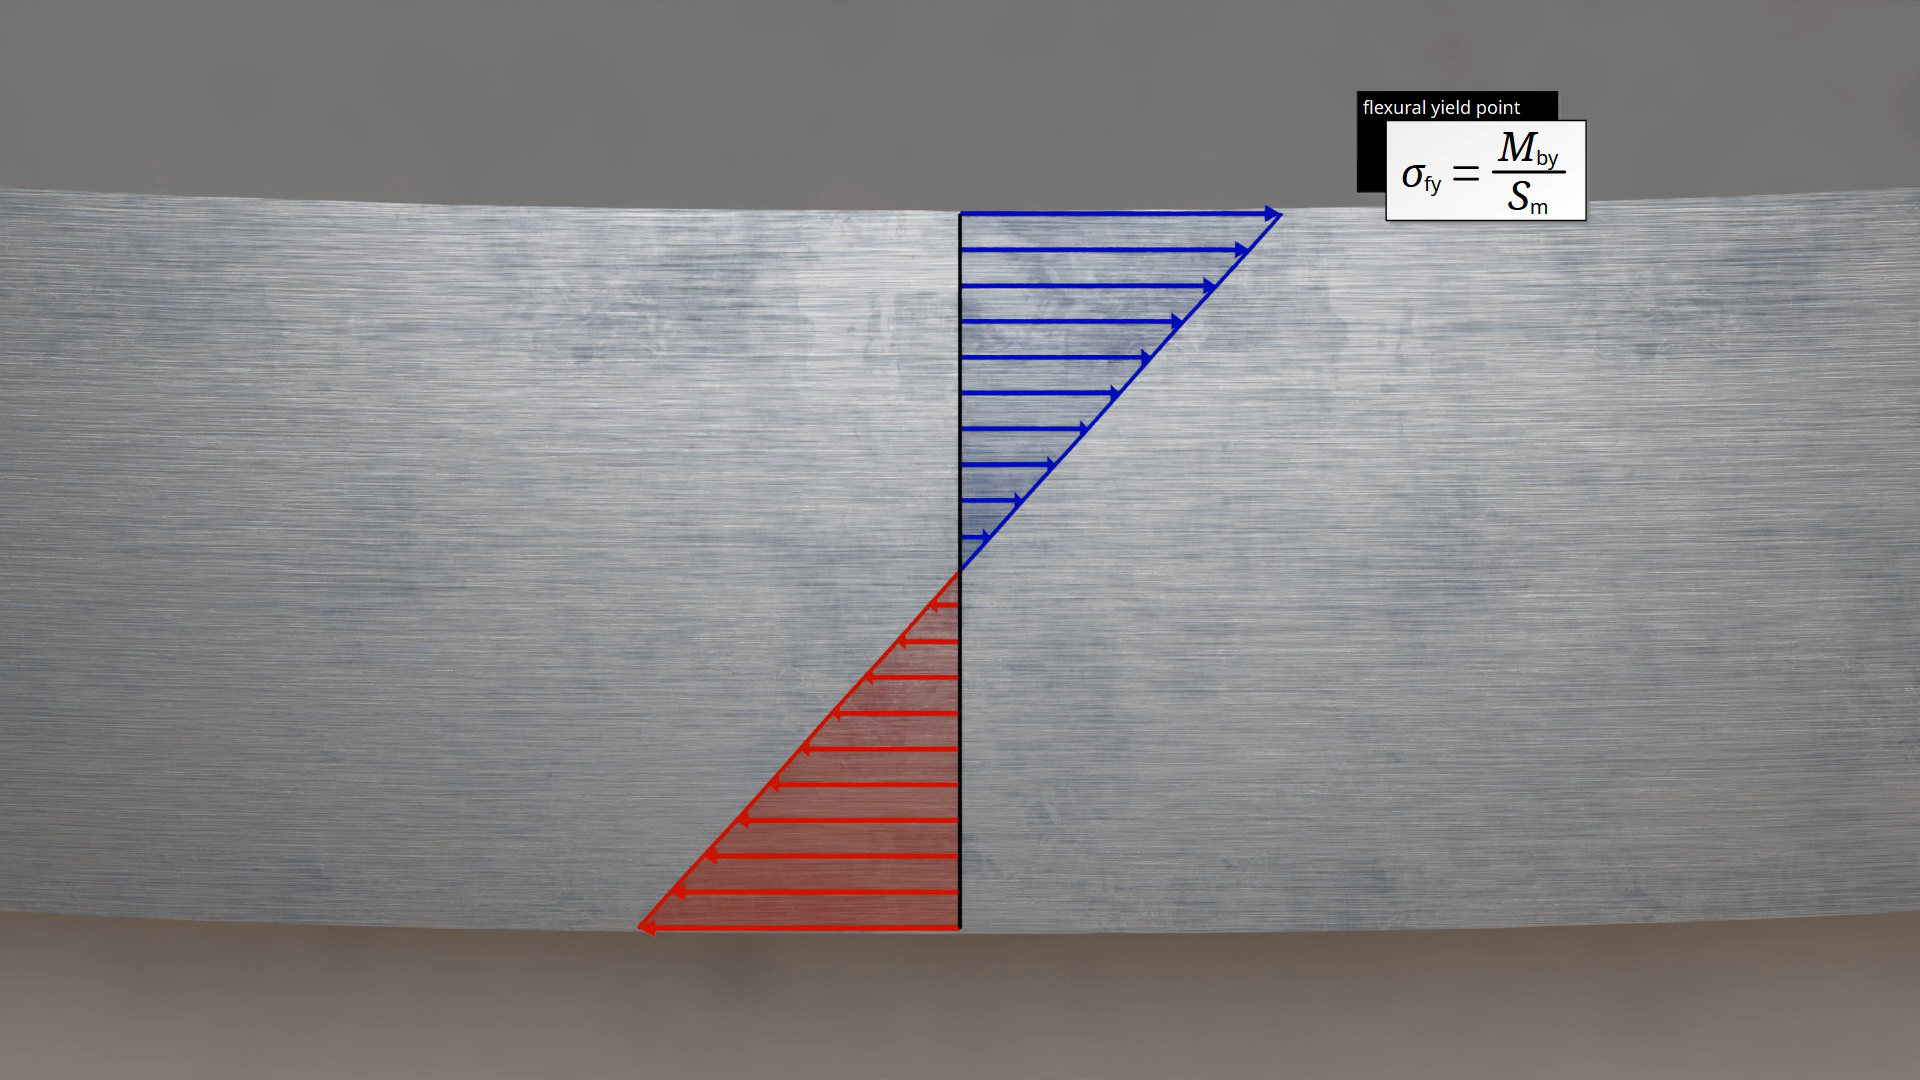 flexural yield point
σfy = Mby / Sm